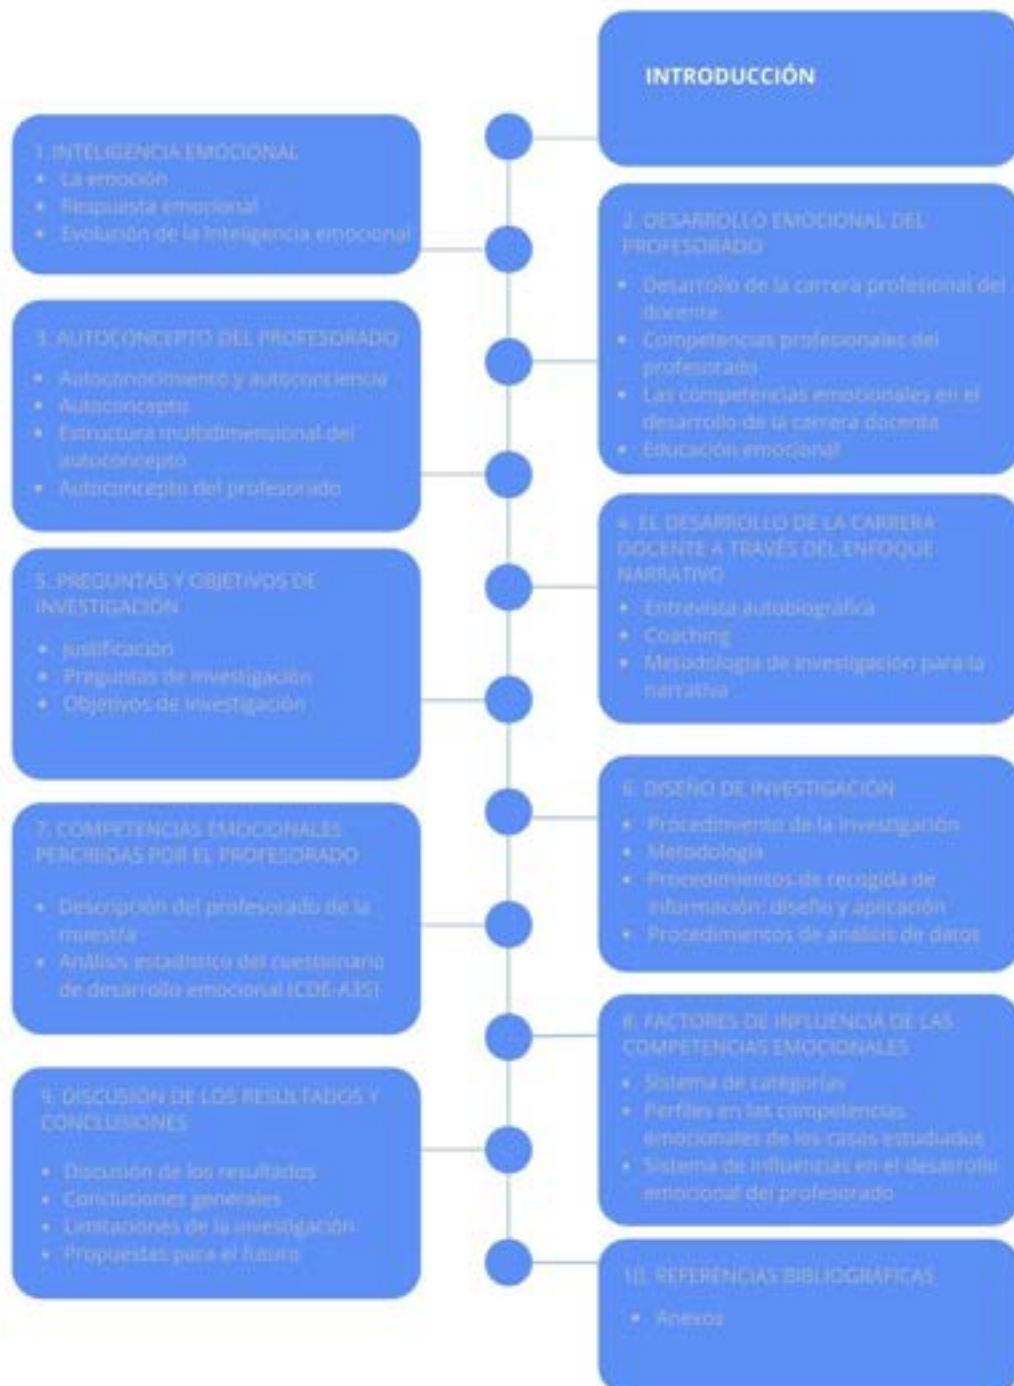 INTRODUCCIÓN
1. INTELIGENCIA EMOCIONAL
• La emoción
• Respuesta emocional
• Evolución de la Inteligencia emocional
2. DESARROLLO EMOCIONAL DEL
PROFESORADO
• Desarrollo de la carrera profesional del
docente
• Competencias profesionales del
profesorado
• Las competencias emocionales en el
desarrollo de la carrera docente
• Educación emocional
3. AUTOCONCEPTO DEL PROFESORADO
• Autoconocimiento y autoconciencia
• Autoconcepto
• Estructura multidimensional del
autoconcepto
• Autoconcepto del profesorado
4. EL DESARROLLO DE LA CARRERA
DOCENTE A TRAVÉS DEL ENFOQUE
NARRATIVO
• Entrevista autobiográfica
• Coaching
• Metodología de investigación para la
narrativa
5. PREGUNTAS Y OBJETIVOS DE
INVESTIGACIÓN
• Justificación
• Preguntas de investigación
• Objetivos de investigación
6. DISEÑO DE INVESTIGACIÓN
• Procedimiento de la investigación
• Metodología
• Procedimientos de recogida de
información: diseño y aplicación
• Procedimientos de análisis de datos
7. COMPETENCIAS EMOCIONALES
PERCIBIDAS POR EL PROFESORADO
• Descripción del profesorado de la
muestra
• Análisis estadístico del cuestionario
de desarrollo emocional (CDE-A35)
8. FACTORES DE INFLUENCIA DE LAS
COMPETENCIAS EMOCIONALES
• Sistema de categorías
• Perfiles en las competencias
emocionales de los casos estudiados
• Sistema de influencias en el desarrollo
emocional del profesorado
9. DISCUSIÓN DE LOS RESULTADOS Y
CONCLUSIONES
• Discusión de los resultados
• Conclusiones generales
• Limitaciones de la investigación
• Propuestas para el futuro
10. REFERENCIAS BIBLIOGRÁFICAS
• Anexos